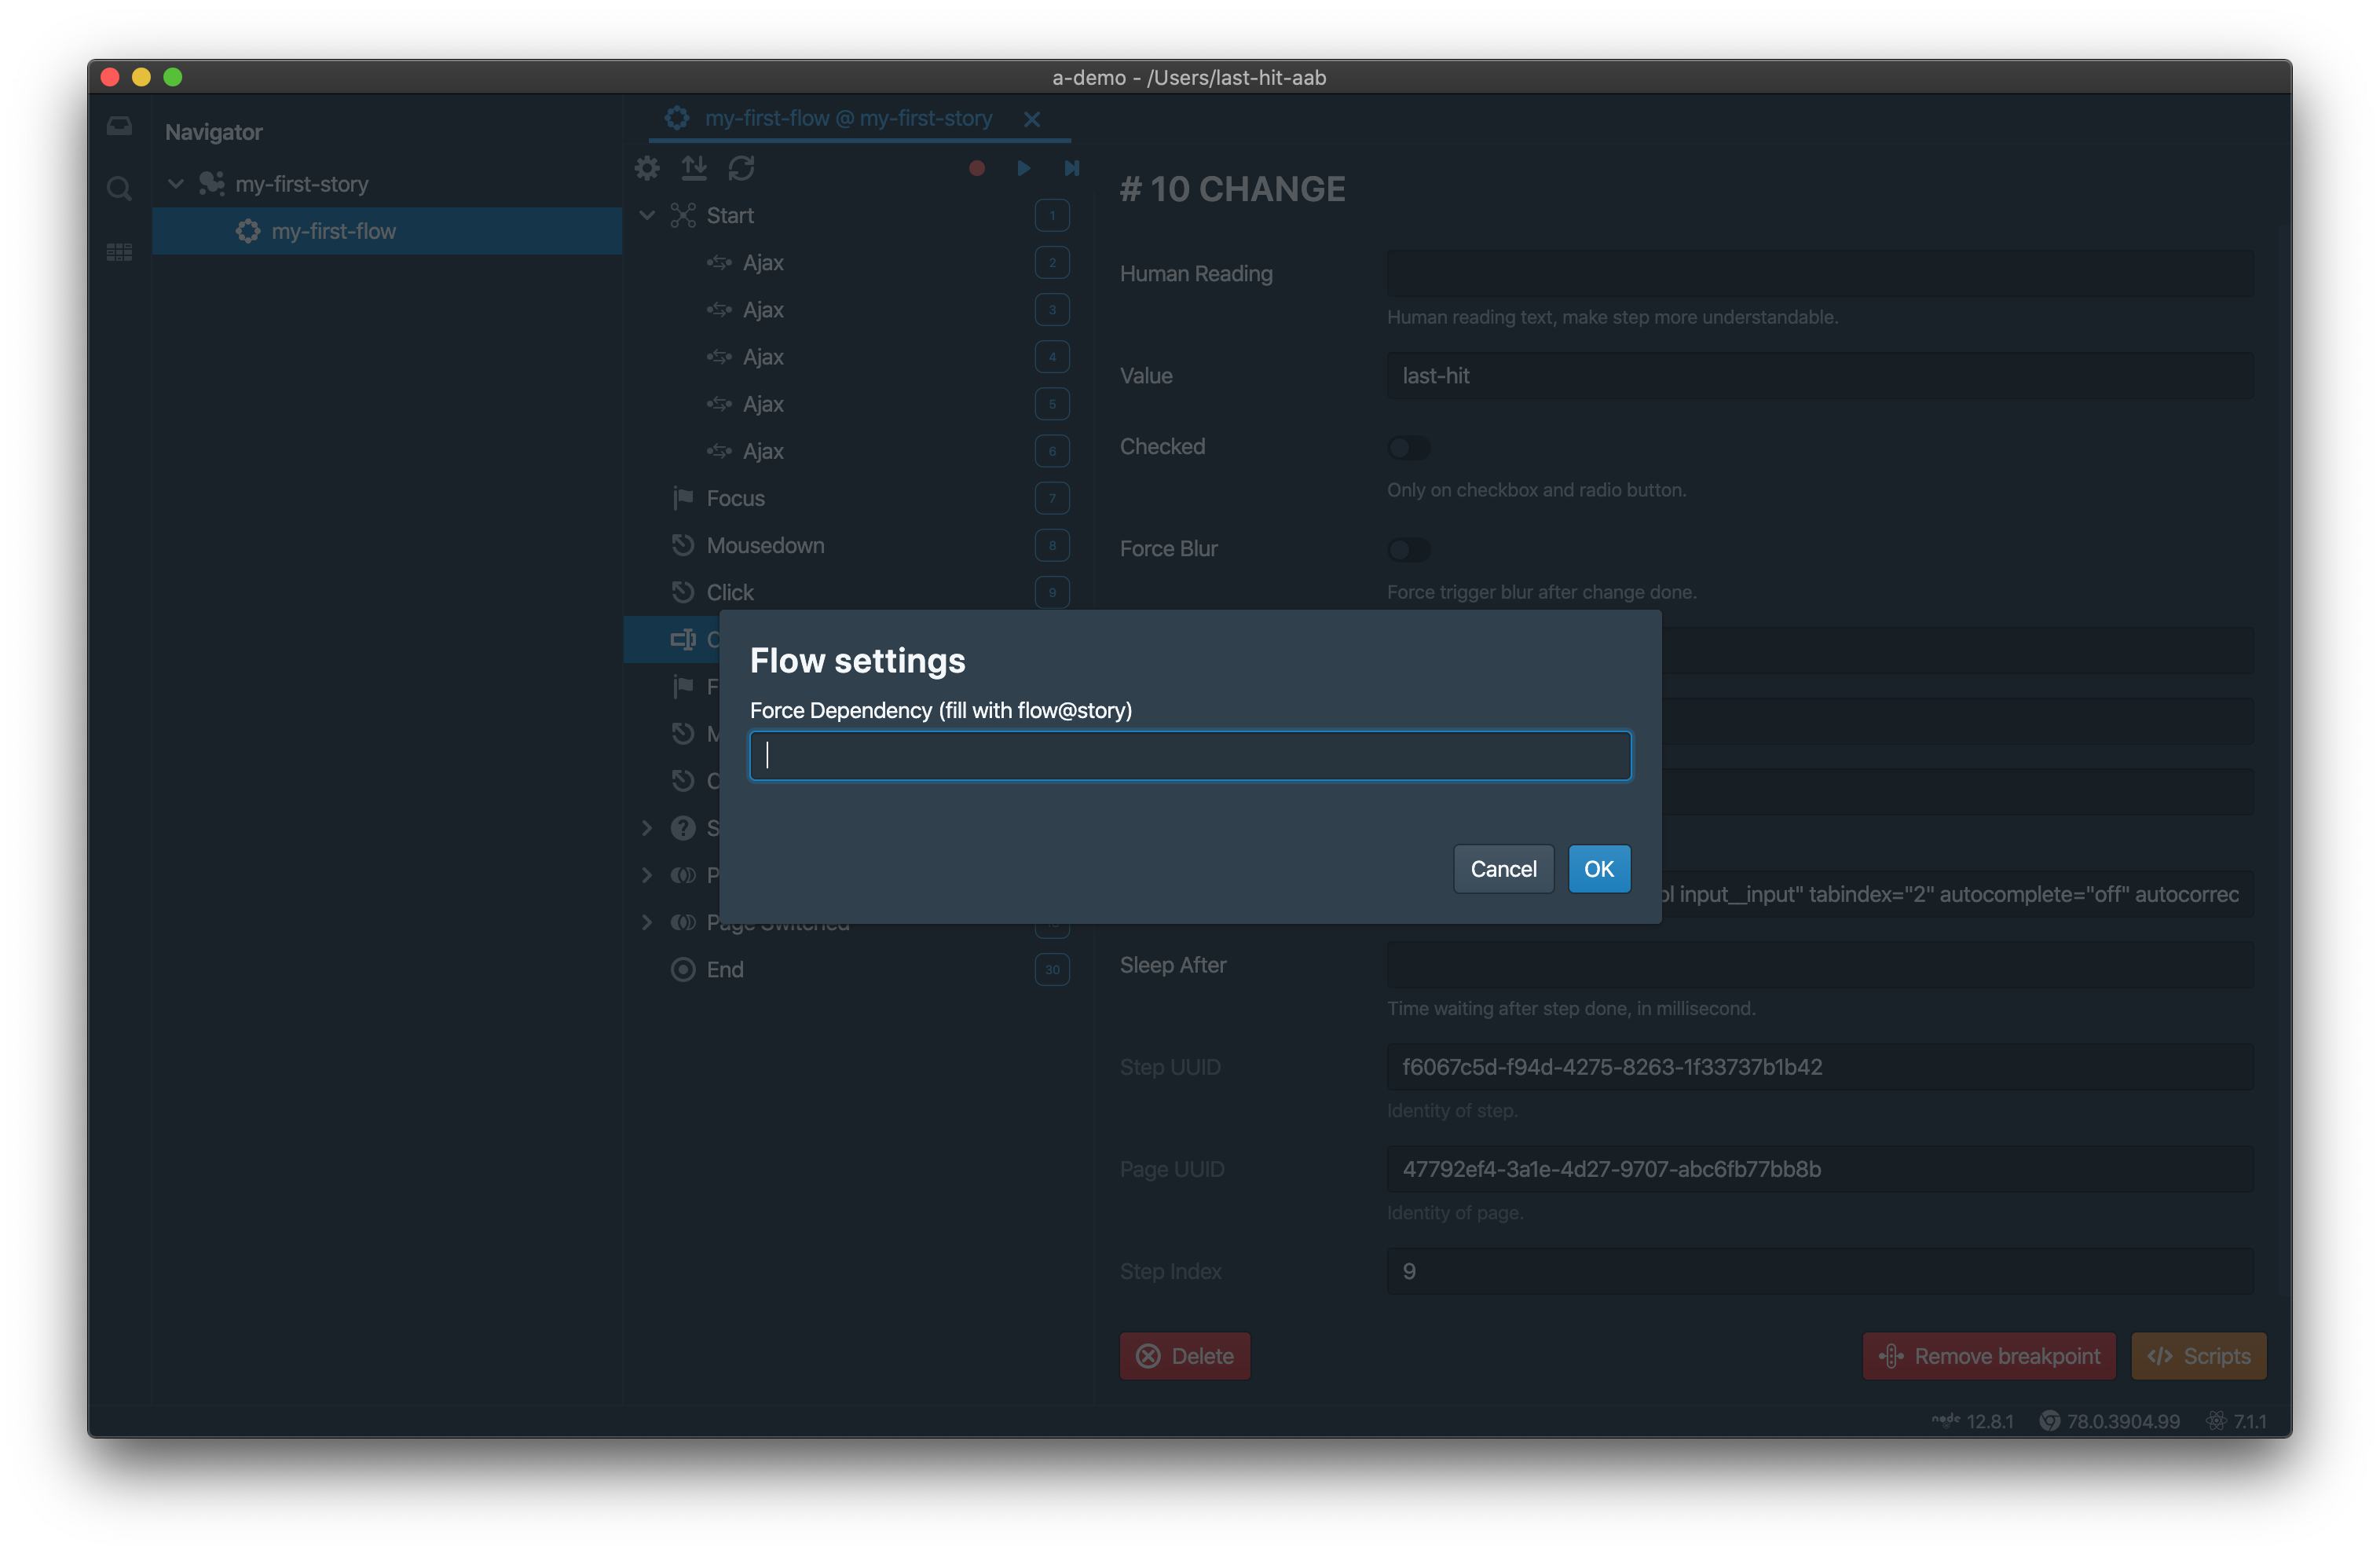 a-demo - /Users/last-hit-aab
Navigator
my-first-story
my-first-flow
my-first-flow @ my-first-story
Start 1
Ajax 2
Ajax 3
Ajax 4
Ajax 5
Ajax 6
Focus 7
Mousedown 8
Click 9
C
F
M
C
S
P
Page Switched
End 30
# 10 CHANGE
Human Reading
Human reading text, make step more understandable.
Value last-hit
Checked
Only on checkbox and radio button.
Force Blur
Force trigger blur after change done.
Flow settings
Force Dependency (fill with flow@story)
Cancel OK
input__input" tabindex="2" autocomplete="off" autocorrec
Sleep After
Time waiting after step done, in millisecond.
Step UUID f6067c5d-f94d-4275-8263-1f33737b1b42
Identity of step.
Page UUID 47792ef4-3a1e-4d27-9707-abc6fb77bb8b
Identity of page.
Step Index 9
Delete Remove breakpoint </> Scripts
node 12.8.1 78.0.3904.99 7.1.1